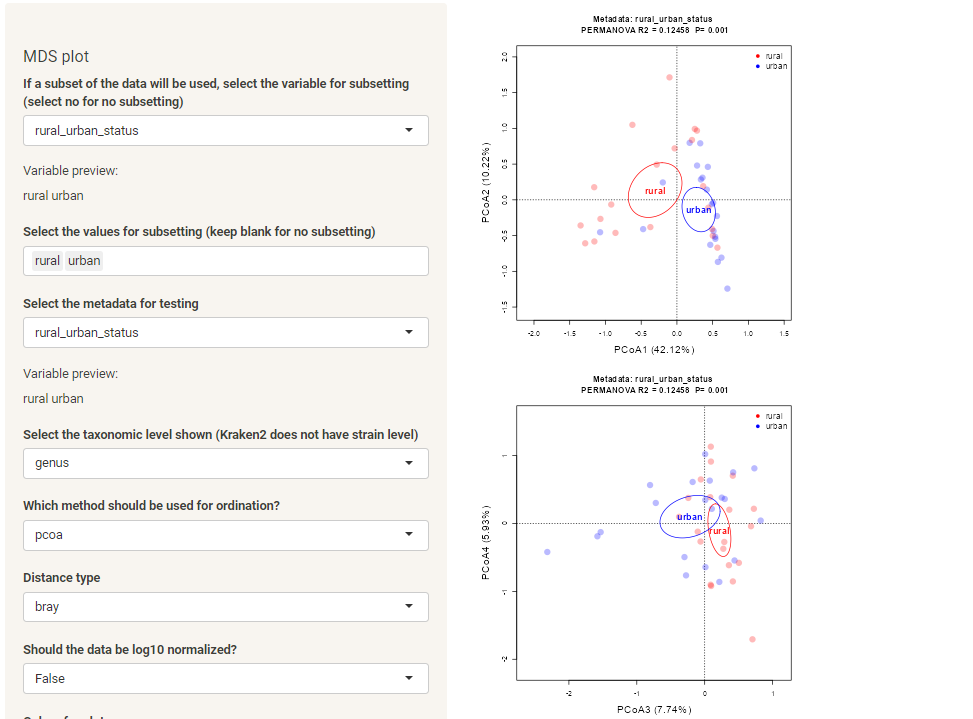 MDS plot
If a subset of the data will be used, select the variable for subsetting
(select no for no subsetting)
rural_urban_status
Variable preview:
rural urban
Select the values for subsetting (keep blank for no subsetting)
rural urban
Select the metadata for testing
rural_urban_status
Variable preview:
rural urban
Select the taxonomic level shown (Kraken2 does not have strain level)
genus
Which method should be used for ordination?
pcoa
Distance type
bray
Should the data be log10 normalized?
False
Metadata: rural_urban_status
PERMANOVA R2 = 0.12458 P= 0.001
rural
urban
2.0
1.5
1.0
0.5
0.0
-0.5
-1.0
-1.5
PCoA2 (10.22%)
rural
urban
-2.0 -1.5 -1.0 -0.5 0.0 0.5 1.0 1.5
PCoA1 (42.12%)
Metadata: rural_urban_status
PERMANOVA R2 = 0.12458 P= 0.001
rural
urban
1
0
-1
-2
PCoA4 (5.93%)
urban
rural
-2 -1 0 1
PCoA3 (7.74%)